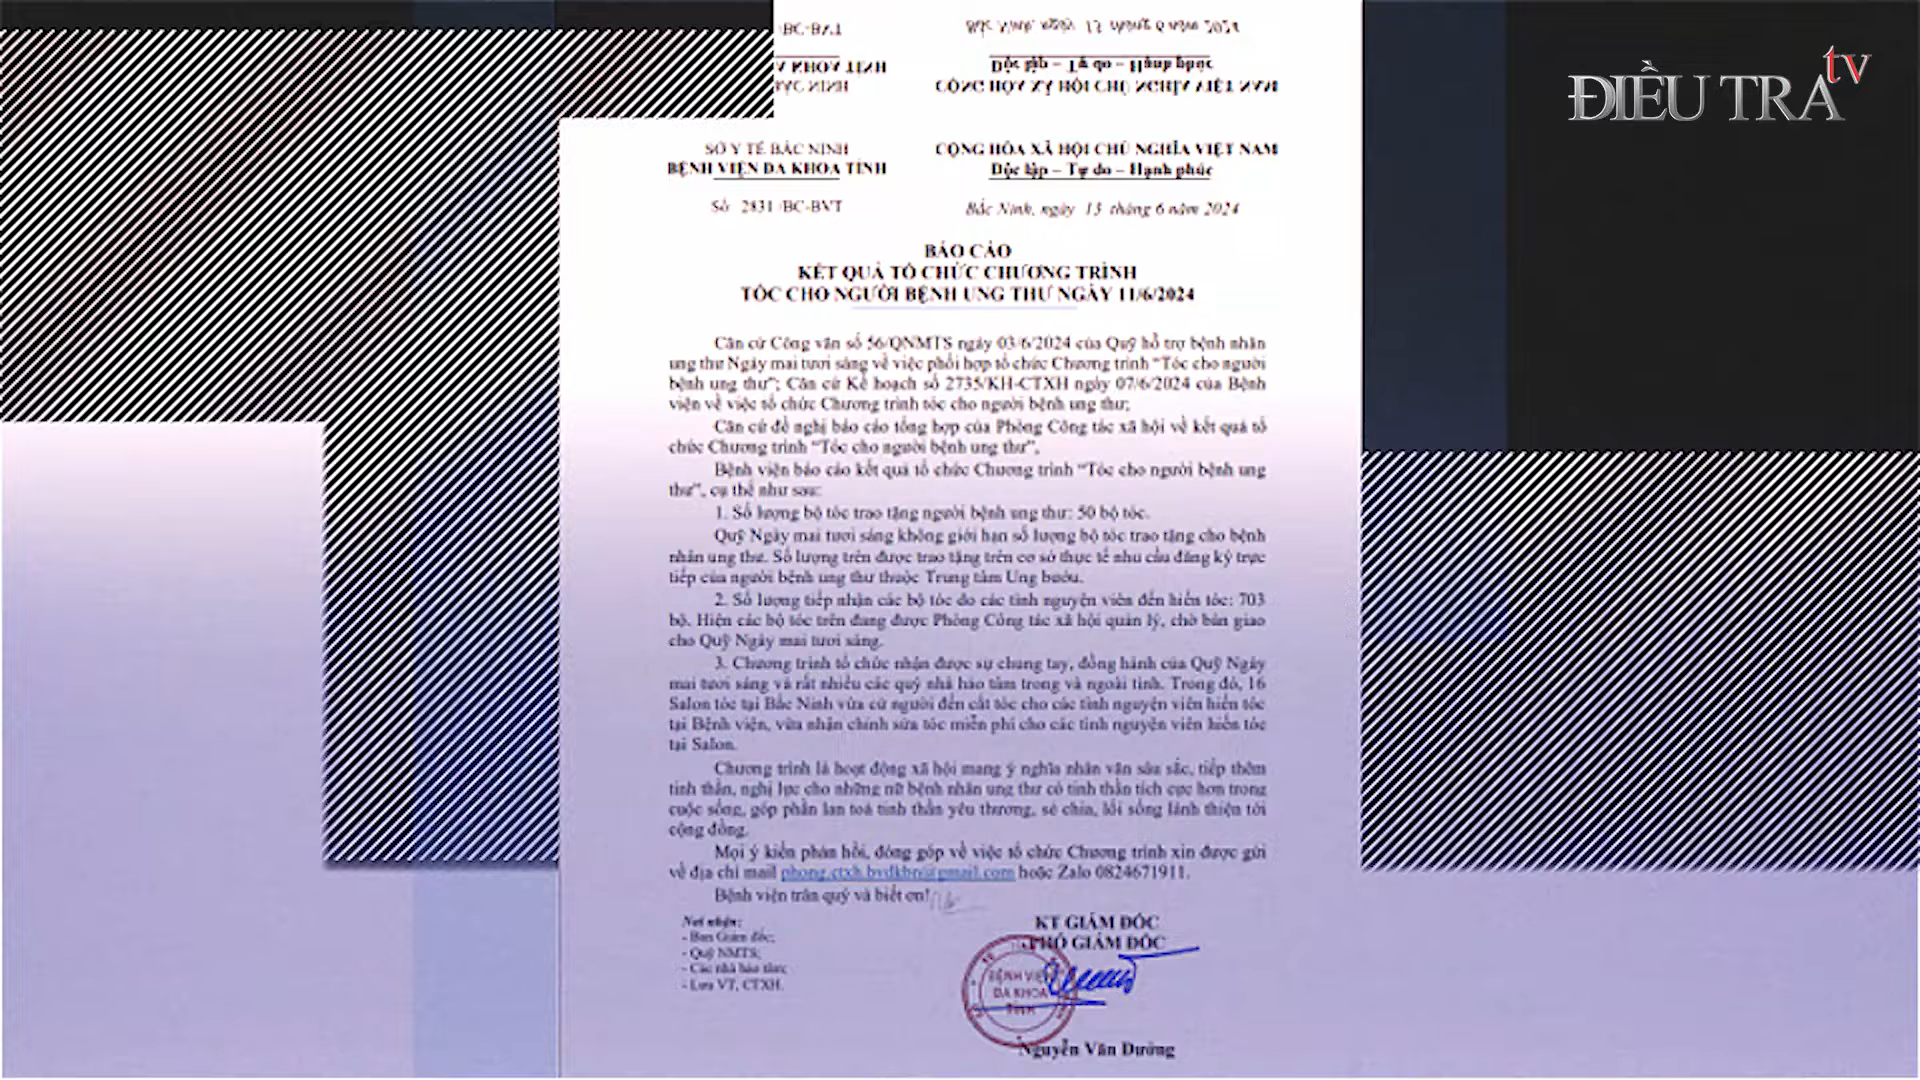 ĐIỀU TRA tv
SỞ Y TẾ BẮC NINH
BỆNH VIỆN ĐA KHOA TỈNH
CỘNG HÒA XÃ HỘI CHỦ NGHĨA VIỆT NAM
Độc lập – Tự do – Hạnh phúc
Số: 2831 /BC-BVT
Bắc Ninh, ngày 13 tháng 6 năm 2024
BÁO CÁO
KẾT QUẢ TỔ CHỨC CHƯƠNG TRÌNH
TÓC CHO NGƯỜI BỆNH UNG THƯ NGÀY 11/6/2024
Căn cứ Công văn số 56/QNMTS ngày 03/6/2024 của Quỹ hỗ trợ bệnh nhân
ung thư Ngày mai tươi sáng về việc phối hợp tổ chức Chương trình “Tóc cho người
bệnh ung thư”; Căn cứ Kế hoạch số 2735/KH-CTXH ngày 07/6/2024 của Bệnh
viện về việc tổ chức Chương trình tóc cho người bệnh ung thư;
Căn cứ đề nghị báo cáo tổng hợp của Phòng Công tác xã hội về kết quả tổ
chức Chương trình “Tóc cho người bệnh ung thư”,
Bệnh viện báo cáo kết quả tổ chức Chương trình “Tóc cho người bệnh ung
thư”, cụ thể như sau:
1. Số lượng bộ tóc trao tặng người bệnh ung thư: 50 bộ tóc.
Quỹ Ngày mai tươi sáng không giới hạn số lượng bộ tóc trao tặng cho bệnh
nhân ung thư. Số lượng trên được trao tặng trên cơ sở thực tế nhu cầu đăng ký trực
tiếp của người bệnh ung thư thuộc Trung tâm Ung bướu.
2. Số lượng tiếp nhận các bộ tóc do các tình nguyện viên đến hiến tóc: 703
bộ. Hiện các bộ tóc trên đang được Phòng Công tác xã hội quản lý, chờ bàn giao
cho Quỹ Ngày mai tươi sáng.
3. Chương trình tổ chức nhận được sự chung tay, đồng hành của Quỹ Ngày
mai tươi sáng và rất nhiều các quý nhà hảo tâm trong và ngoài tỉnh. Trong đó, 16
Salon tóc tại Bắc Ninh vừa cử người đến cắt tóc cho các tình nguyện viên hiến tóc
tại Bệnh viện, vừa nhận chỉnh sửa tóc miễn phí cho các tình nguyện viên hiến tóc
tại Salon.
Chương trình là hoạt động xã hội mang ý nghĩa nhân văn sâu sắc, tiếp thêm
tinh thần, nghị lực cho những nữ bệnh nhân ung thư có tinh thần tích cực hơn trong
cuộc sống, góp phần lan toả tinh thần yêu thương, sẻ chia, lối sống lành thiện tới
cộng đồng.
Mọi ý kiến phản hồi, đóng góp về việc tổ chức Chương trình xin được gửi
về địa chỉ mail phong.ctxh.bvdkbn@gmail.com hoặc Zalo 0824671911.
Bệnh viện trân quý và biết ơn!
Nơi nhận:
- Ban Giám đốc;
- Quỹ NMTS;
- Các nhà hảo tâm;
- Lưu VT, CTXH.
KT GIÁM ĐỐC
PHÓ GIÁM ĐỐC
BỆNH VIỆN
ĐA KHOA
TỈNH
Nguyễn Văn Dưỡng